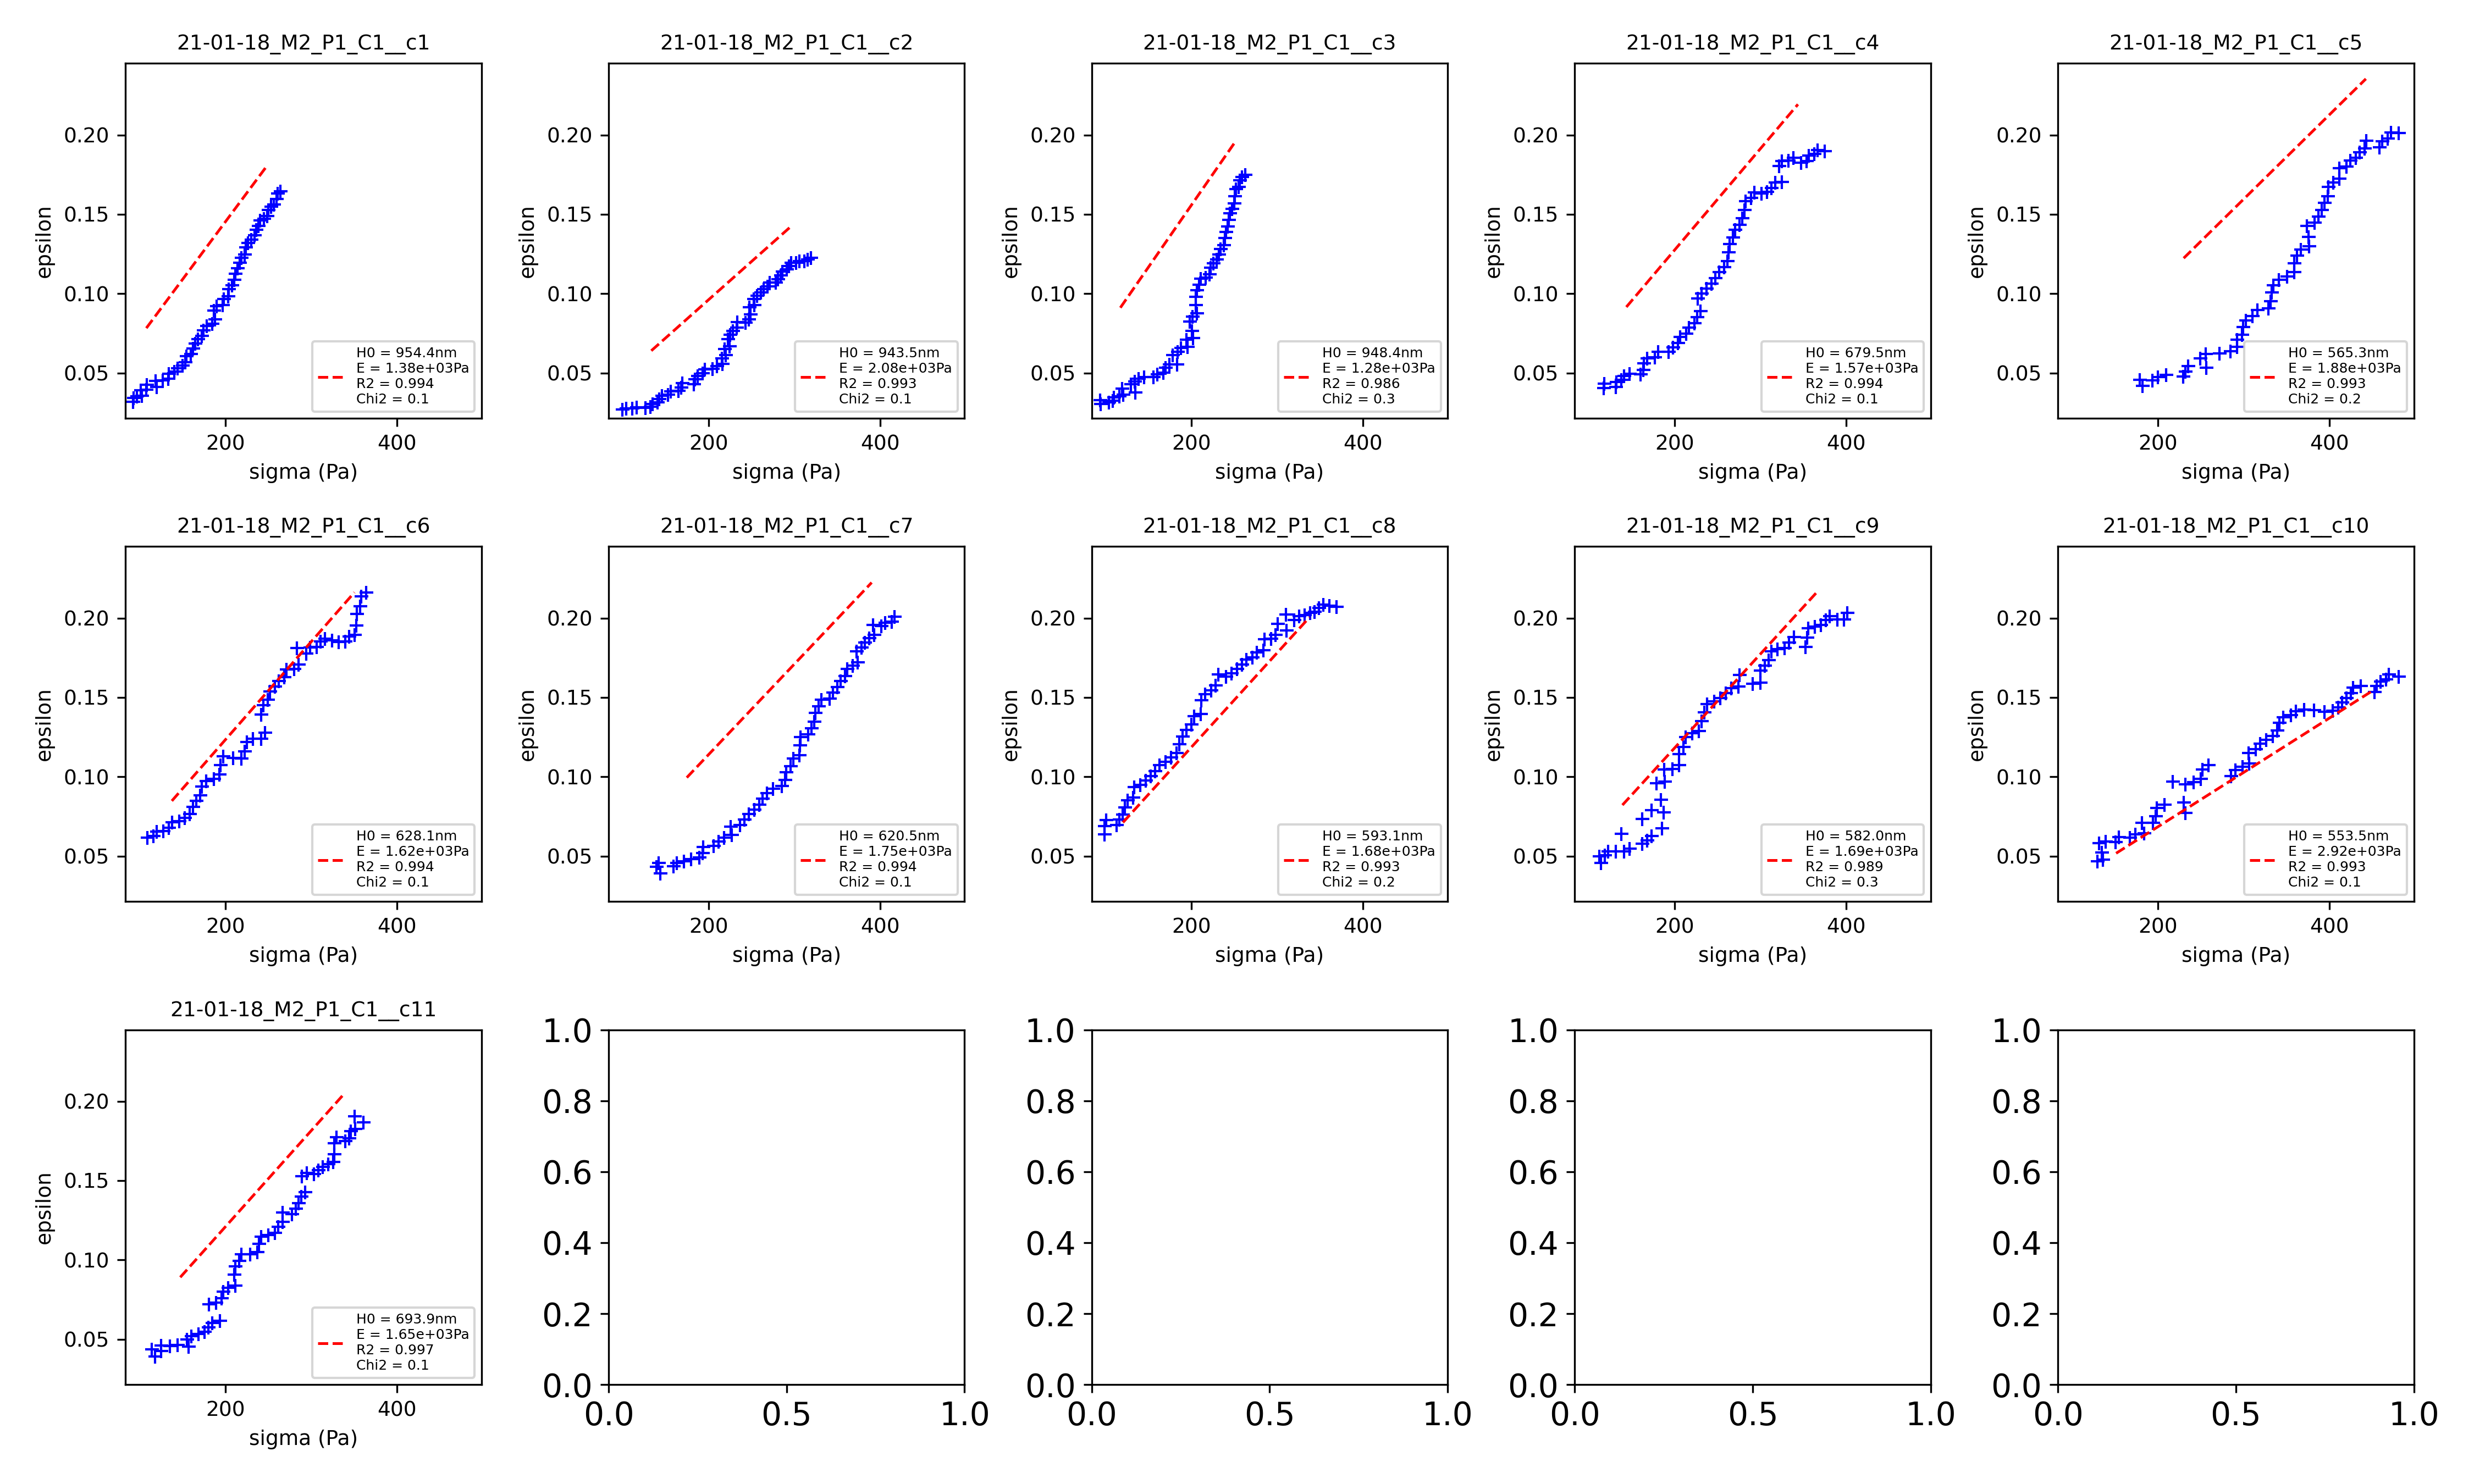 21-01-18_M2_P1_C1__c1
0.20
0.15
0.10
0.05
epsilon
200
400
sigma (Pa)
H0 = 954.4nm
E = 1.38e+03Pa
R2 = 0.994
Chi2 = 0.1
21-01-18_M2_P1_C1__c2
0.20
0.15
0.10
0.05
epsilon
200
400
sigma (Pa)
H0 = 943.5nm
E = 2.08e+03Pa
R2 = 0.993
Chi2 = 0.1
21-01-18_M2_P1_C1__c3
0.20
0.15
0.10
0.05
epsilon
200
400
sigma (Pa)
H0 = 948.4nm
E = 1.28e+03Pa
R2 = 0.986
Chi2 = 0.3
21-01-18_M2_P1_C1__c4
0.20
0.15
0.10
0.05
epsilon
200
400
sigma (Pa)
H0 = 679.5nm
E = 1.57e+03Pa
R2 = 0.994
Chi2 = 0.1
21-01-18_M2_P1_C1__c5
0.20
0.15
0.10
0.05
epsilon
200
400
sigma (Pa)
H0 = 565.3nm
E = 1.88e+03Pa
R2 = 0.993
Chi2 = 0.2
21-01-18_M2_P1_C1__c6
0.20
0.15
0.10
0.05
epsilon
200
400
sigma (Pa)
H0 = 628.1nm
E = 1.62e+03Pa
R2 = 0.994
Chi2 = 0.1
21-01-18_M2_P1_C1__c7
0.20
0.15
0.10
0.05
epsilon
200
400
sigma (Pa)
H0 = 620.5nm
E = 1.75e+03Pa
R2 = 0.994
Chi2 = 0.1
21-01-18_M2_P1_C1__c8
0.20
0.15
0.10
0.05
epsilon
200
400
sigma (Pa)
H0 = 593.1nm
E = 1.68e+03Pa
R2 = 0.993
Chi2 = 0.2
21-01-18_M2_P1_C1__c9
0.20
0.15
0.10
0.05
epsilon
200
400
sigma (Pa)
H0 = 582.0nm
E = 1.69e+03Pa
R2 = 0.989
Chi2 = 0.3
21-01-18_M2_P1_C1__c10
0.20
0.15
0.10
0.05
epsilon
200
400
sigma (Pa)
H0 = 553.5nm
E = 2.92e+03Pa
R2 = 0.993
Chi2 = 0.1
21-01-18_M2_P1_C1__c11
0.20
0.15
0.10
0.05
epsilon
200
400
sigma (Pa)
H0 = 693.9nm
E = 1.65e+03Pa
R2 = 0.997
Chi2 = 0.1
1.0
0.8
0.6
0.4
0.2
0.0
0.0
0.5
1.0
1.0
0.8
0.6
0.4
0.2
0.0
0.0
0.5
1.0
1.0
0.8
0.6
0.4
0.2
0.0
0.0
0.5
1.0
1.0
0.8
0.6
0.4
0.2
0.0
0.0
0.5
1.0